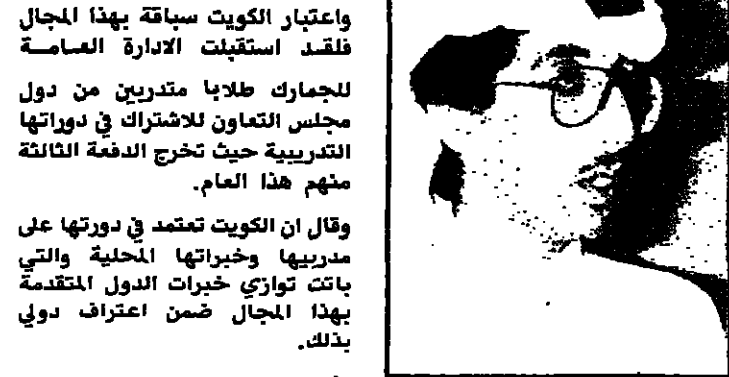 واعتبار الكويت سباقة بهذا المجال
فلقد استقبلت الادارة العامة
للجمارك طلابا متدربين من دول
مجلس التعاون للاشتراك في دوراتها
التدريبية حيث تخرج الدفعة الثالثة
منهم هذا العام.
وقال ان الكويت تعتمد في دورتها على
مدربيها وخبراتها المحلية والتي
باتت توازي خبرات الدول المتقدمة
بهذا المجال ضمن اعتراف دولي
بذلك.